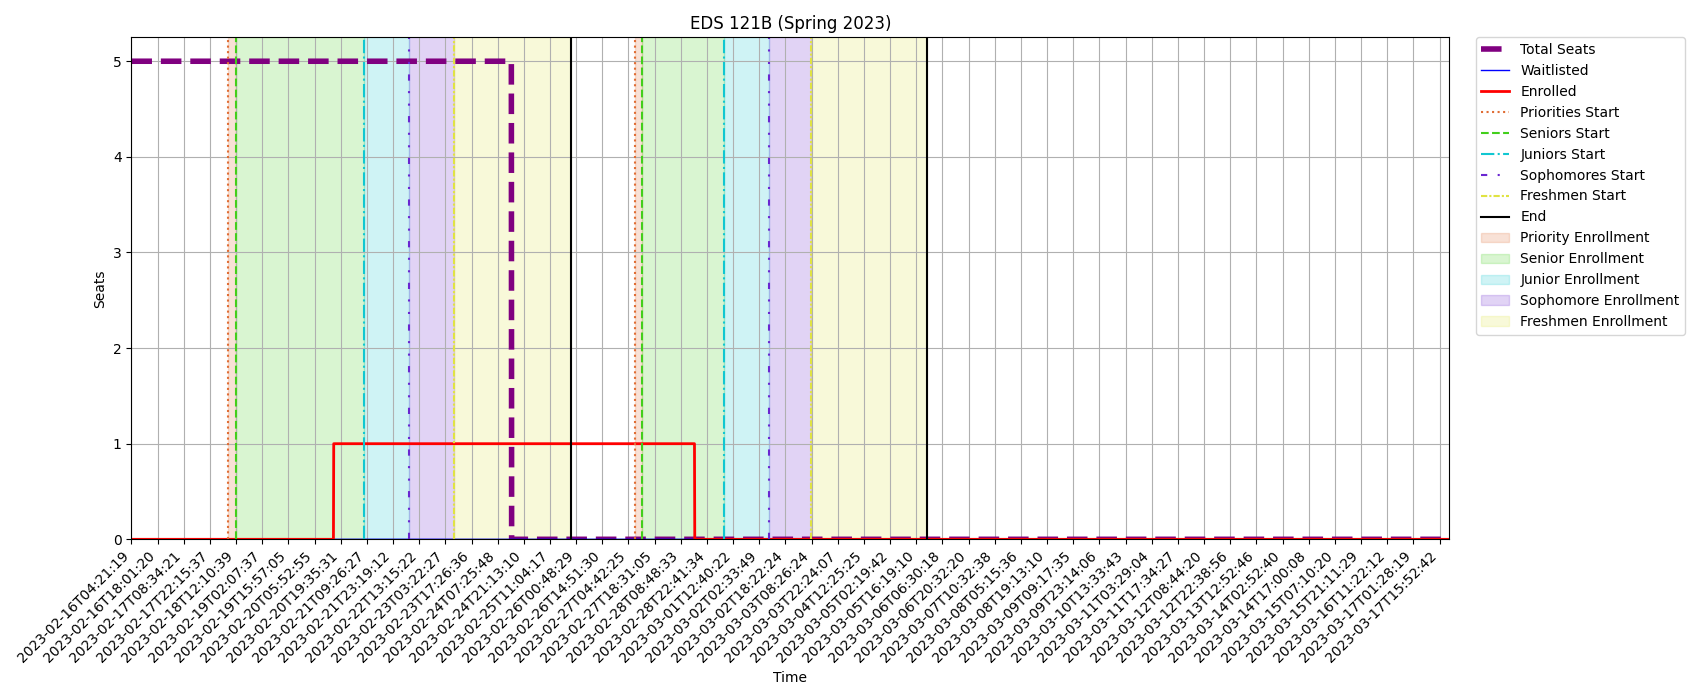 EDS 121B (Spring 2023)
Seats
5
4
3
2
1
0
2023-02-16T04:21:19
2023-02-16T18:01:20
2023-02-17T08:34:21
2023-02-17T22:15:37
2023-02-18T12:10:39
2023-02-19T02:07:37
2023-02-19T15:57:05
2023-02-20T05:52:55
2023-02-20T19:35:31
2023-02-21T09:26:27
2023-02-21T23:19:12
2023-02-22T13:15:22
2023-02-23T03:22:27
2023-02-23T17:26:36
2023-02-24T07:25:48
2023-02-24T21:13:10
2023-02-25T11:04:17
2023-02-26T00:48:29
2023-02-26T14:51:30
2023-02-27T04:42:25
2023-02-27T18:31:05
2023-02-28T08:48:33
2023-02-28T22:41:34
2023-03-01T12:40:22
2023-03-02T02:33:49
2023-03-02T18:22:24
2023-03-03T08:26:24
2023-03-03T22:24:07
2023-03-04T12:25:25
2023-03-05T02:19:42
2023-03-05T16:19:10
2023-03-06T06:30:18
2023-03-06T20:32:20
2023-03-07T10:32:38
2023-03-08T05:15:36
2023-03-08T19:13:10
2023-03-09T09:17:35
2023-03-09T23:14:06
2023-03-10T13:33:43
2023-03-11T03:29:04
2023-03-11T17:34:27
2023-03-12T08:44:20
2023-03-12T22:38:56
2023-03-13T12:52:46
2023-03-14T02:52:40
2023-03-14T17:00:08
2023-03-15T07:10:20
2023-03-15T21:11:29
2023-03-16T11:22:12
2023-03-17T01:28:19
2023-03-17T15:52:42
Time
Total Seats
Waitlisted
Enrolled
Priorities Start
Seniors Start
Juniors Start
Sophomores Start
Freshmen Start
End
Priority Enrollment
Senior Enrollment
Junior Enrollment
Sophomore Enrollment
Freshmen Enrollment